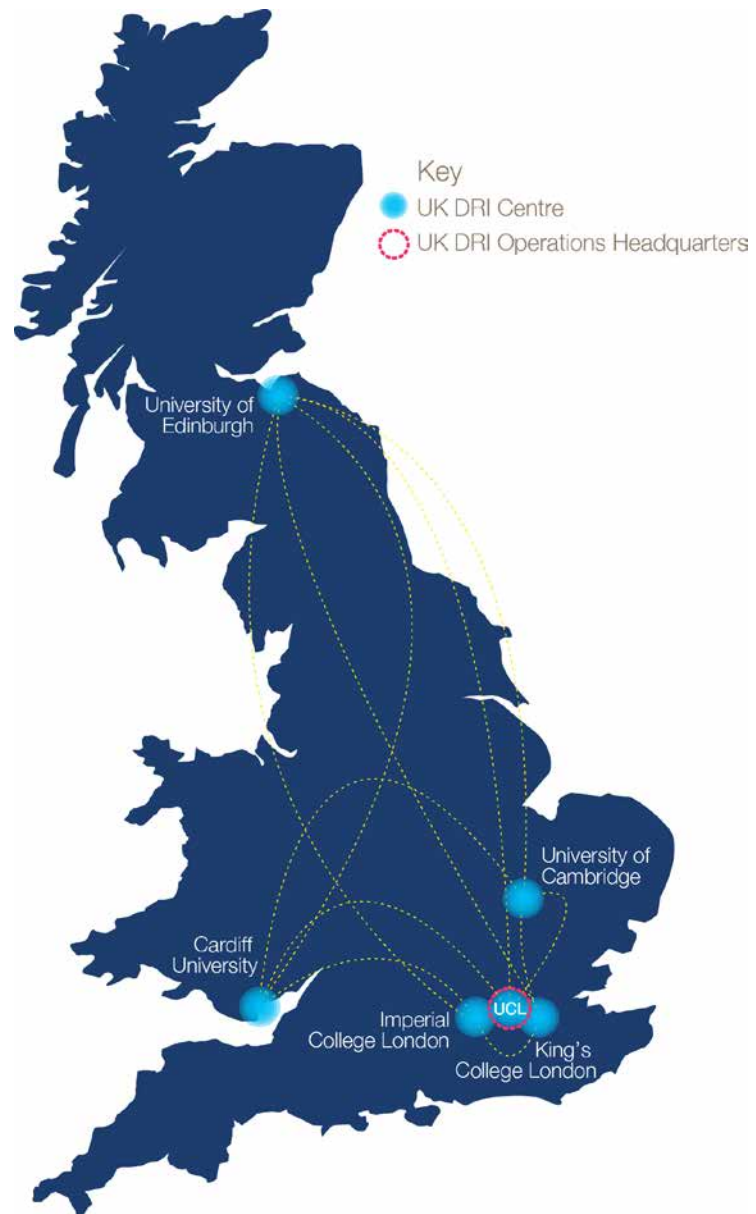 Key
UK DRI Centre
UK DRI Operations Headquarters
University of
Edinburgh
University of
Cambridge
Cardiff
University
UCL
Imperial
College London
King's
College London